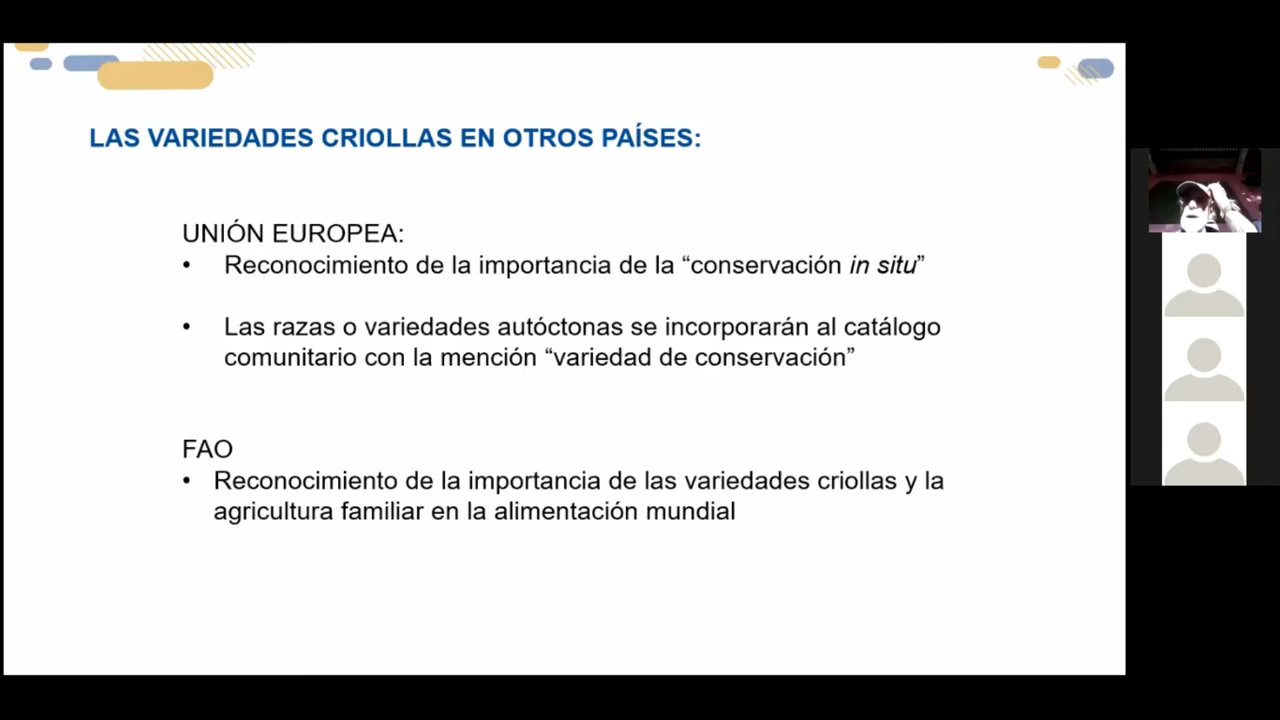 LAS VARIEDADES CRIOLLAS EN OTROS PAÍSES:
UNIÓN EUROPEA:
• Reconocimiento de la importancia de la “conservación in situ”
• Las razas o variedades autóctonas se incorporarán al catálogo
comunitario con la mención “variedad de conservación”
FAO
• Reconocimiento de la importancia de las variedades criollas y la
agricultura familiar en la alimentación mundial